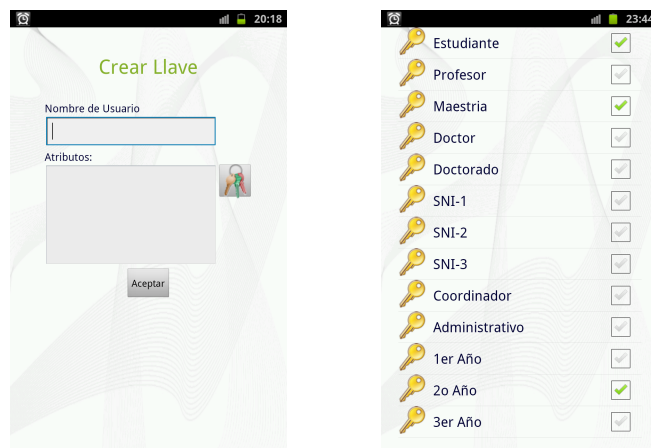 20:18
Crear Llave
Nombre de Usuario
Atributos:
Aceptar
23:44
Estudiante
Profesor
Maestria
Doctor
Doctorado
SNI-1
SNI-2
SNI-3
Coordinador
Administrativo
1er Año
2o Año
3er Año